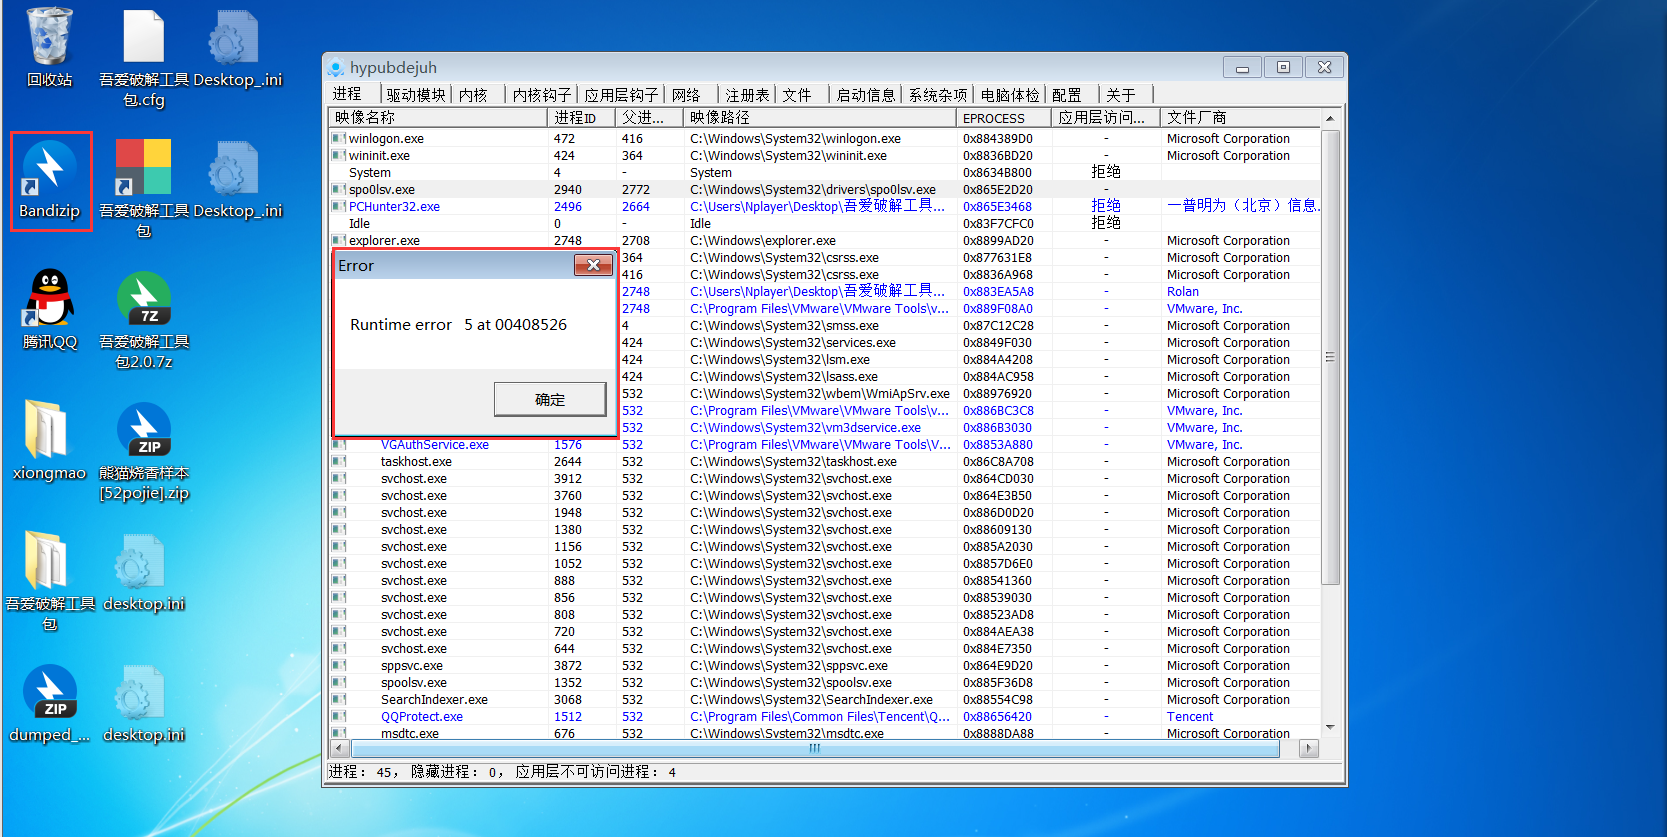 回收站
吾爱破解工具包.cfg
Desktop_.ini
Bandizip
吾爱破解工具包
Desktop_.ini
腾讯QQ
7Z
吾爱破解工具包2.0.7z
xiongmao
ZIP
熊猫烧香样本[52pojie].zip
吾爱破解工具包
desktop.ini
ZIP
dumped_...
desktop.ini
hypubdejuh
进程 驱动模块 内核 内核钩子 应用层钩子 网络 注册表 文件 启动信息 系统杂项 电脑体检 配置 关于
映像名称 进程ID 父进... 映像路径 EPROCESS 应用层访问... 文件厂商
winlogon.exe 472 416 C:\Windows\System32\winlogon.exe 0x884389D0 - Microsoft Corporation
wininit.exe 424 364 C:\Windows\System32\wininit.exe 0x8836BD20 - Microsoft Corporation
System 4 - System 0x8634B800 拒绝
spo0lsv.exe 2940 2772 C:\Windows\System32\drivers\spo0lsv.exe 0x865E2D20 -
PCHunter32.exe 2496 2664 C:\Users\Nplayer\Desktop\吾爱破解工具... 0x865E3468 拒绝 一普明为（北京）信息.
Idle 0 - Idle 0x83F7CFC0 拒绝
explorer.exe 2748 2708 C:\Windows\explorer.exe 0x8899AD20 - Microsoft Corporation
364 C:\Windows\System32\csrss.exe 0x877631E8 - Microsoft Corporation
416 C:\Windows\System32\csrss.exe 0x8836A968 - Microsoft Corporation
2748 C:\Users\Nplayer\Desktop\吾爱破解工具... 0x883EA5A8 - Rolan
2748 C:\Program Files\VMware\VMware Tools\v... 0x889F08A0 - VMware, Inc.
4 C:\Windows\System32\smss.exe 0x87C12C28 - Microsoft Corporation
424 C:\Windows\System32\services.exe 0x8849F030 - Microsoft Corporation
424 C:\Windows\System32\lsm.exe 0x884A4208 - Microsoft Corporation
424 C:\Windows\System32\lsass.exe 0x884AC958 - Microsoft Corporation
532 C:\Windows\System32\wbem\WmiApSrv.exe 0x88976920 - Microsoft Corporation
532 C:\Program Files\VMware\VMware Tools\v... 0x886BC3C8 - VMware, Inc.
532 C:\Windows\System32\vm3dservice.exe 0x886B3030 - VMware, Inc.
VGAuthService.exe 1576 532 C:\Program Files\VMware\VMware Tools\V... 0x8853A880 - VMware, Inc.
taskhost.exe 2644 532 C:\Windows\System32\taskhost.exe 0x86C8A708 - Microsoft Corporation
svchost.exe 3912 532 C:\Windows\System32\svchost.exe 0x864CD030 - Microsoft Corporation
svchost.exe 3760 532 C:\Windows\System32\svchost.exe 0x864E3B50 - Microsoft Corporation
svchost.exe 1948 532 C:\Windows\System32\svchost.exe 0x886D0D20 - Microsoft Corporation
svchost.exe 1380 532 C:\Windows\System32\svchost.exe 0x88609130 - Microsoft Corporation
svchost.exe 1156 532 C:\Windows\System32\svchost.exe 0x885A2030 - Microsoft Corporation
svchost.exe 1052 532 C:\Windows\System32\svchost.exe 0x8857D6E0 - Microsoft Corporation
svchost.exe 888 532 C:\Windows\System32\svchost.exe 0x88541360 - Microsoft Corporation
svchost.exe 856 532 C:\Windows\System32\svchost.exe 0x88539030 - Microsoft Corporation
svchost.exe 808 532 C:\Windows\System32\svchost.exe 0x88523AD8 - Microsoft Corporation
svchost.exe 720 532 C:\Windows\System32\svchost.exe 0x884AEA38 - Microsoft Corporation
svchost.exe 644 532 C:\Windows\System32\svchost.exe 0x884E7350 - Microsoft Corporation
sppsvc.exe 3872 532 C:\Windows\System32\sppsvc.exe 0x864E9D20 - Microsoft Corporation
spoolsv.exe 1352 532 C:\Windows\System32\spoolsv.exe 0x885F36D8 - Microsoft Corporation
SearchIndexer.exe 3068 532 C:\Windows\System32\SearchIndexer.exe 0x88554C98 - Microsoft Corporation
QQProtect.exe 1512 532 C:\Program Files\Common Files\Tencent\Q... 0x88656420 - Tencent
msdtc.exe 676 532 C:\Windows\System32\msdtc.exe 0x8888DA88 - Microsoft Corporation
进程：45，隐藏进程：0，应用层不可访问进程：4
Error
Runtime error 5 at 00408526
确定